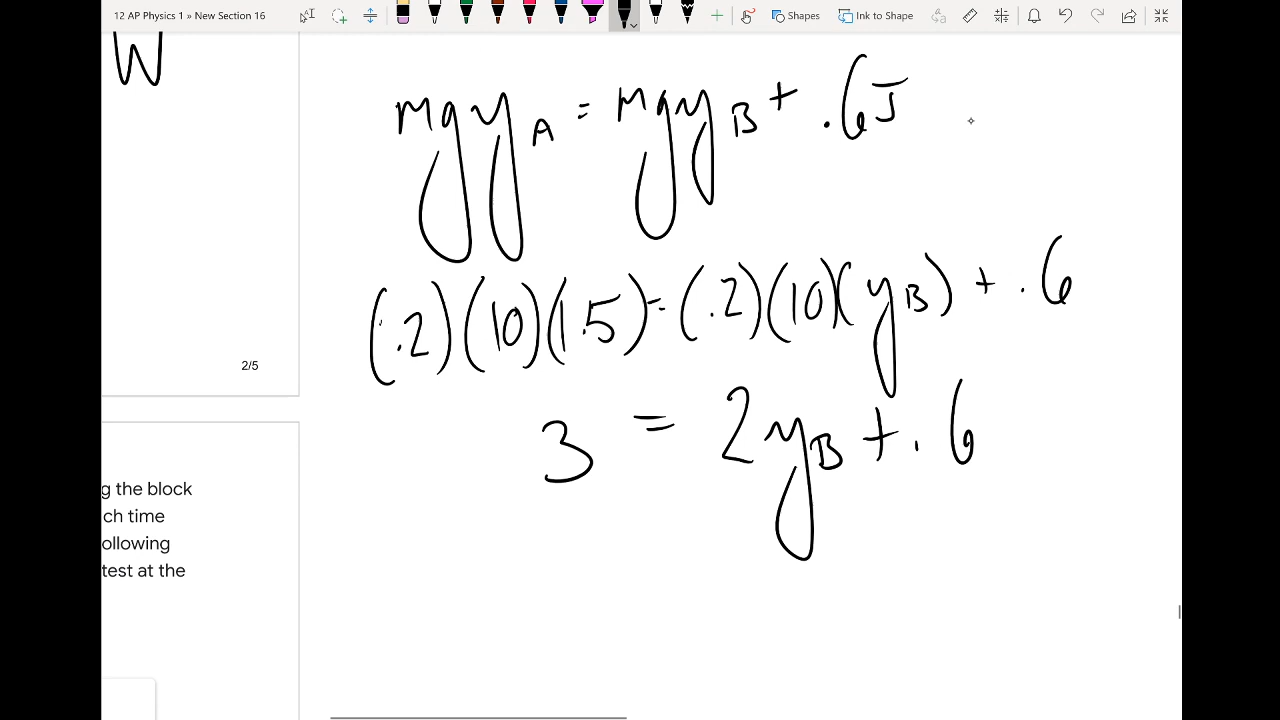 12 AP Physics 1 » New Section 16
Shapes
Ink to Shape
W
mgy_A = mgy_B + .6J
(.2)(10)(1.5) = (.2)(10)(y_B) + .6
2/5
3 = 2y_B + .6
g the block
ch time
ollowing
test at the